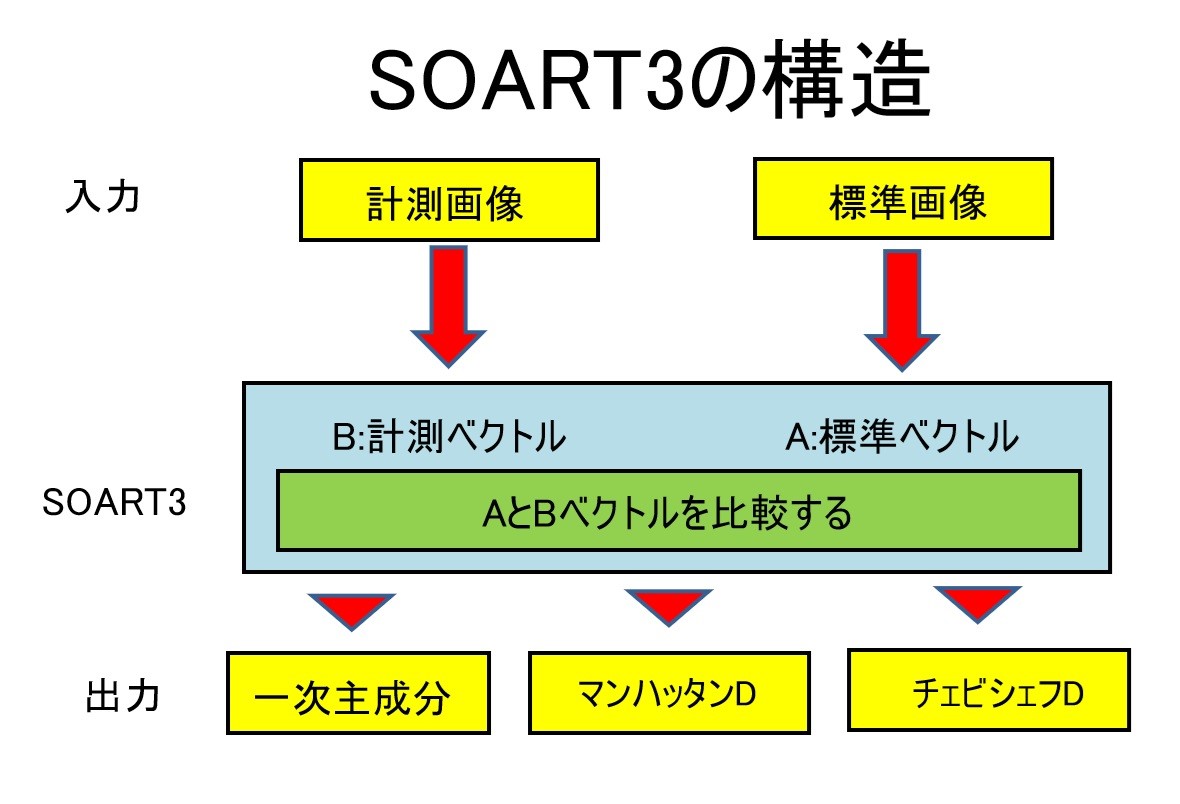 SOART3の構造
入力
計測画像
標準画像
B:計測ベクトル
A:標準ベクトル
SOART3
AとBベクトルを比較する
出力
一次主成分
マンハッタンD
チェビシェフD